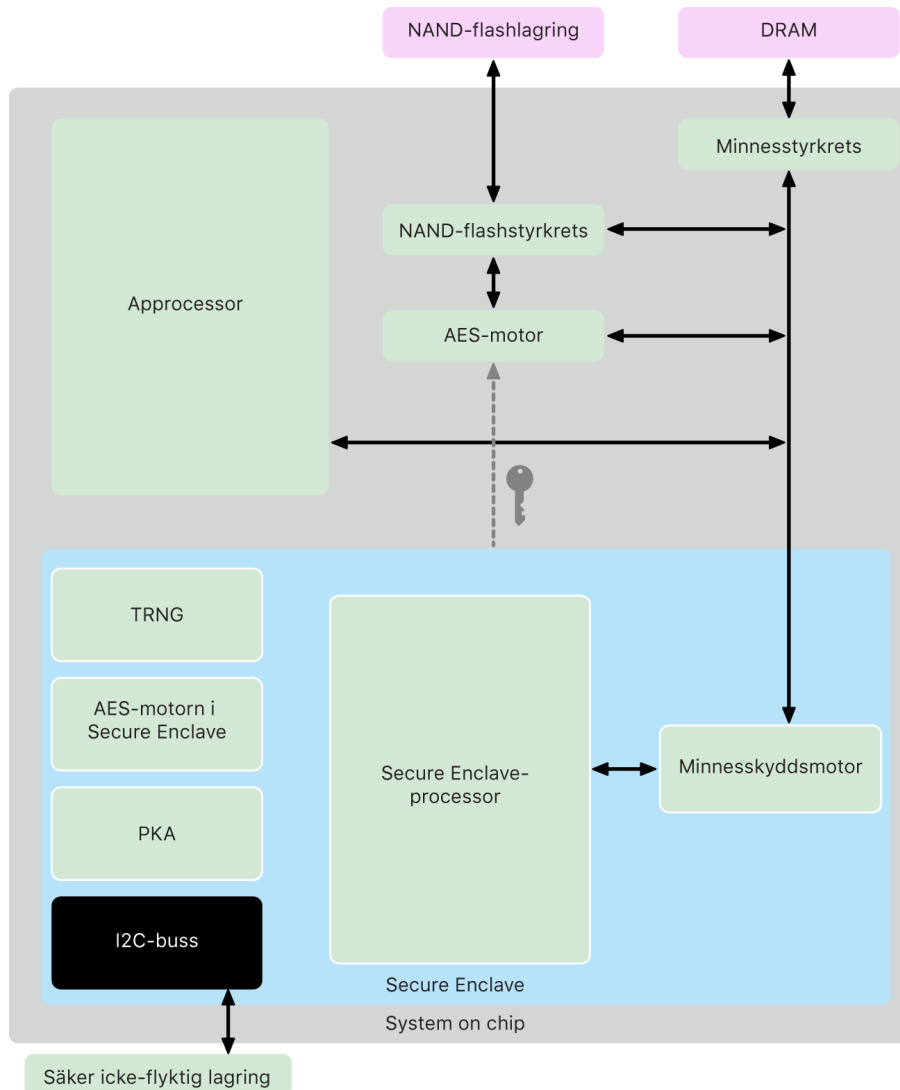 NAND-flashlagring
DRAM
Minnesstyrkrets
NAND-flashstyrkrets
Approcessor
AES-motor
TRNG
AES-motorn i
Secure Enclave
Secure Enclave-
processor
Minnesskyddsmotor
PKA
I2C-buss
Secure Enclave
System on chip
Säker icke-flyktig lagring